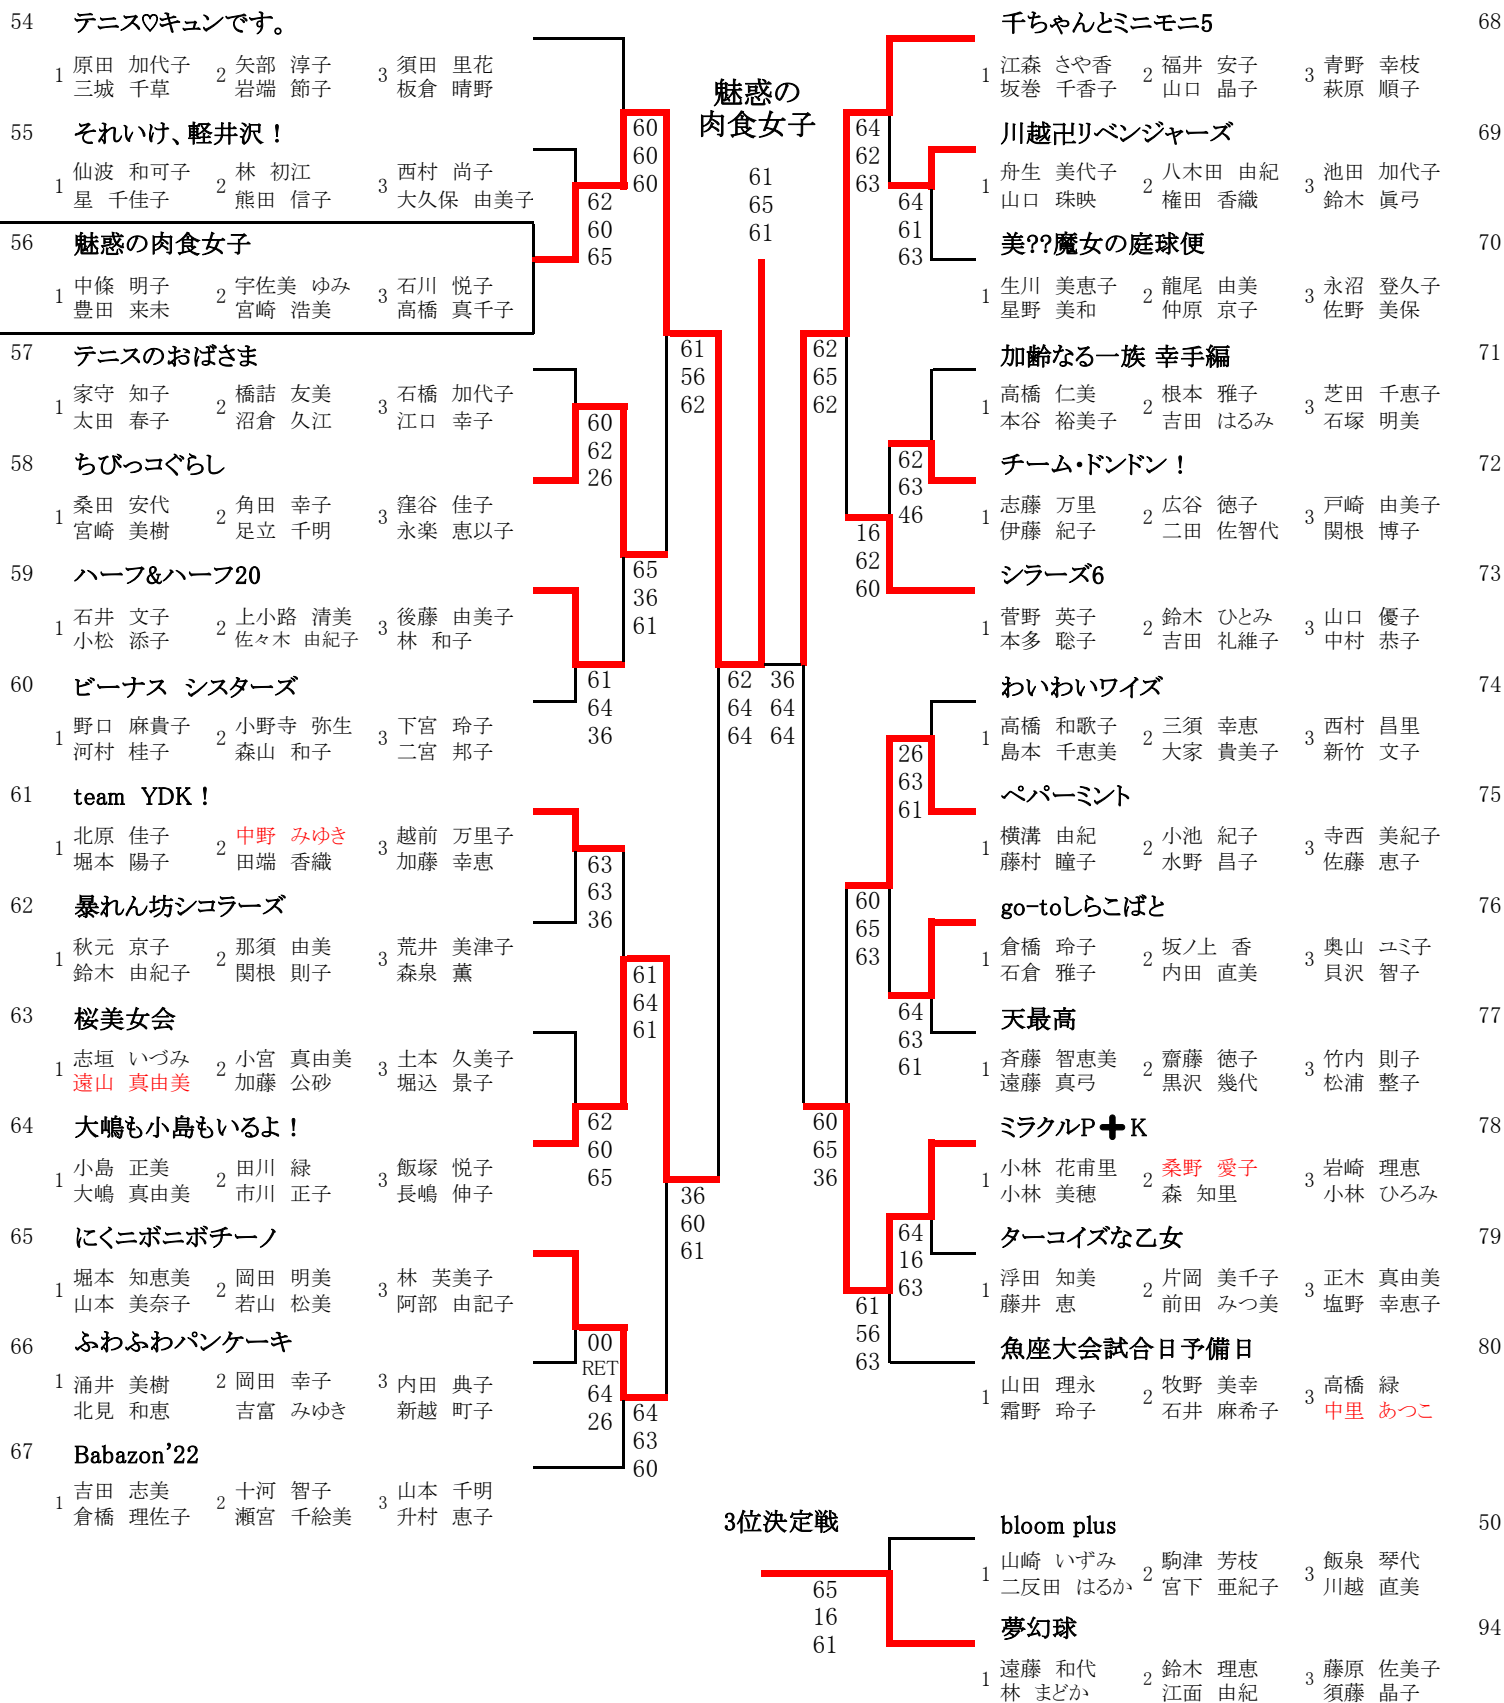 54 テニス♡キュンです。
1 原田 加代子 2 矢部 淳子 3 須田 里花
三城 千草 岩端 節子 板倉 晴野
55 それいけ、軽井沢！
1 仙波 和可子 2 林 初江 3 西村 尚子
星 千佳子 熊田 信子 大久保 由美子
56 魅惑の肉食女子
1 中條 明子 2 宇佐美 ゆみ 3 石川 悦子
豊田 来未 宮崎 浩美 高橋 真千子
57 テニスのおばさま
1 家守 知子 2 橋詰 友美 3 石橋 加代子
太田 春子 沼倉 久江 江口 幸子
58 ちびっコぐらし
1 桑田 安代 2 角田 幸子 3 窪谷 佳子
宮崎 美樹 足立 千明 永楽 恵以子
59 ハーフ&ハーフ20
1 石井 文子 2 上小路 清美 3 後藤 由美子
小松 添子 佐々木 由紀子 林 和子
60 ビーナス シスターズ
1 野口 麻貴子 2 小野寺 弥生 3 下宮 玲子
河村 桂子 森山 和子 二宮 邦子
61 team YDK！
1 北原 佳子 2 中野 みゆき 3 越前 万里子
堀本 陽子 田端 香織 加藤 幸恵
62 暴れん坊シコラーズ
1 秋元 京子 2 那須 由美 3 荒井 美津子
鈴木 由紀子 関根 則子 森泉 薫
63 桜美女会
1 志垣 いづみ 2 小宮 真由美 3 土本 久美子
遠山 真由美 加藤 公砂 堀込 景子
64 大嶋も小島もいるよ！
1 小島 正美 2 田川 緑 3 飯塚 悦子
大嶋 真由美 市川 正子 長嶋 伸子
65 にくニボニボチーノ
1 堀本 知恵美 2 岡田 明美 3 林 芙美子
山本 美奈子 若山 松美 阿部 由記子
66 ふわふわパンケーキ
1 涌井 美樹 2 岡田 幸子 3 内田 典子
北見 和恵 吉富 みゆき 新越 町子
67 Babazon'22
1 吉田 志美 2 十河 智子 3 山本 千明
倉橋 理佐子 瀬宮 千絵美 升村 恵子
62
60
65
60
62
26
61
64
36
63
63
36
62
60
65
00
RET
64
26
60
60
60
65
36
61
61
64
61
64
63
60
61
56
62
36
60
61
62
64
64
魅惑の
肉食女子
61
65
61
36
64
64
62
65
62
60
65
36
64
62
63
16
62
60
60
65
63
61
56
63
64
61
63
62
63
46
26
63
61
64
63
61
64
16
63
千ちゃんとミニモニ5 68
1 江森 さや香 2 福井 安子 3 青野 幸枝
坂巻 千香子 山口 晶子 萩原 順子
川越卍リベンジャーズ 69
1 舟生 美代子 2 八木田 由紀 3 池田 加代子
山口 珠映 権田 香織 鈴木 眞弓
美??魔女の庭球便 70
1 生川 美恵子 2 龍尾 由美 3 永沼 登久子
星野 美和 仲原 京子 佐野 美保
加齢なる一族 幸手編 71
1 高橋 仁美 2 根本 雅子 3 芝田 千恵子
本谷 裕美子 吉田 はるみ 石塚 明美
チーム・ドンドン！ 72
1 志藤 万里 2 広谷 徳子 3 戸崎 由美子
伊藤 紀子 二田 佐智代 関根 博子
シラーズ6 73
1 菅野 英子 2 鈴木 ひとみ 3 山口 優子
本多 聡子 吉田 礼維子 中村 恭子
わいわいワイズ 74
1 高橋 和歌子 2 三須 幸恵 3 西村 昌里
島本 千恵美 大家 貴美子 新竹 文子
ペパーミント 75
1 横溝 由紀 2 小池 紀子 3 寺西 美紀子
藤村 瞳子 水野 昌子 佐藤 恵子
go-toしらこばと 76
1 倉橋 玲子 2 坂ノ上 香 3 奥山 ユミ子
石倉 雅子 内田 直美 貝沢 智子
天最高 77
1 斉藤 智恵美 2 齋藤 徳子 3 竹内 則子
遠藤 真弓 黒沢 幾代 松浦 整子
ミラクルP✚K 78
1 小林 花甫里 2 桑野 愛子 3 岩崎 理恵
小林 美穂 森 知里 小林 ひろみ
ターコイズな乙女 79
1 浮田 知美 2 片岡 美千子 3 正木 真由美
藤井 恵 前田 みつ美 塩野 幸恵子
魚座大会試合日予備日 80
1 山田 理永 2 牧野 美幸 3 高橋 緑
霜野 玲子 石井 麻希子 中里 あつこ
3位決定戦
65
16
61
bloom plus 50
1 山崎 いずみ 2 駒津 芳枝 3 飯泉 琴代
二反田 はるか 宮下 亜紀子 川越 直美
夢幻球 94
1 遠藤 和代 2 鈴木 理恵 3 藤原 佐美子
林 まどか 江面 由紀 須藤 晶子